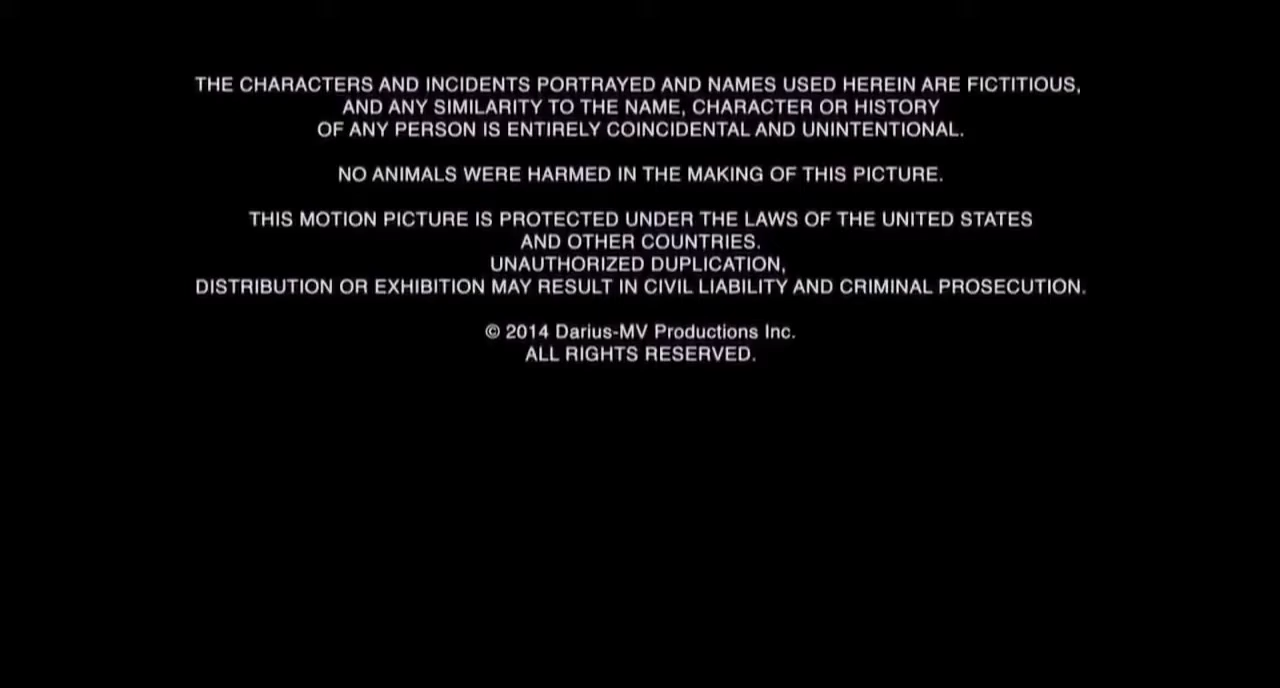 THE CHARACTERS AND INCIDENTS PORTRAYED AND NAMES USED HEREIN ARE FICTITIOUS,
AND ANY SIMILARITY TO THE NAME, CHARACTER OR HISTORY
OF ANY PERSON IS ENTIRELY COINCIDENTAL AND UNINTENTIONAL.
NO ANIMALS WERE HARMED IN THE MAKING OF THIS PICTURE.
THIS MOTION PICTURE IS PROTECTED UNDER THE LAWS OF THE UNITED STATES
AND OTHER COUNTRIES.
UNAUTHORIZED DUPLICATION,
DISTRIBUTION OR EXHIBITION MAY RESULT IN CIVIL LIABILITY AND CRIMINAL PROSECUTION.
© 2014 Darius-MV Productions Inc.
ALL RIGHTS RESERVED.